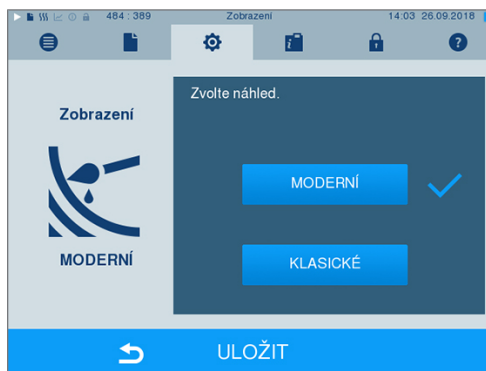 484 : 389 Zobrazení 14:03 26.09.2018
i ?
Zobrazení
MODERNÍ
Zvolte náhled.
MODERNÍ
KLASICKÉ
ULOŽIT